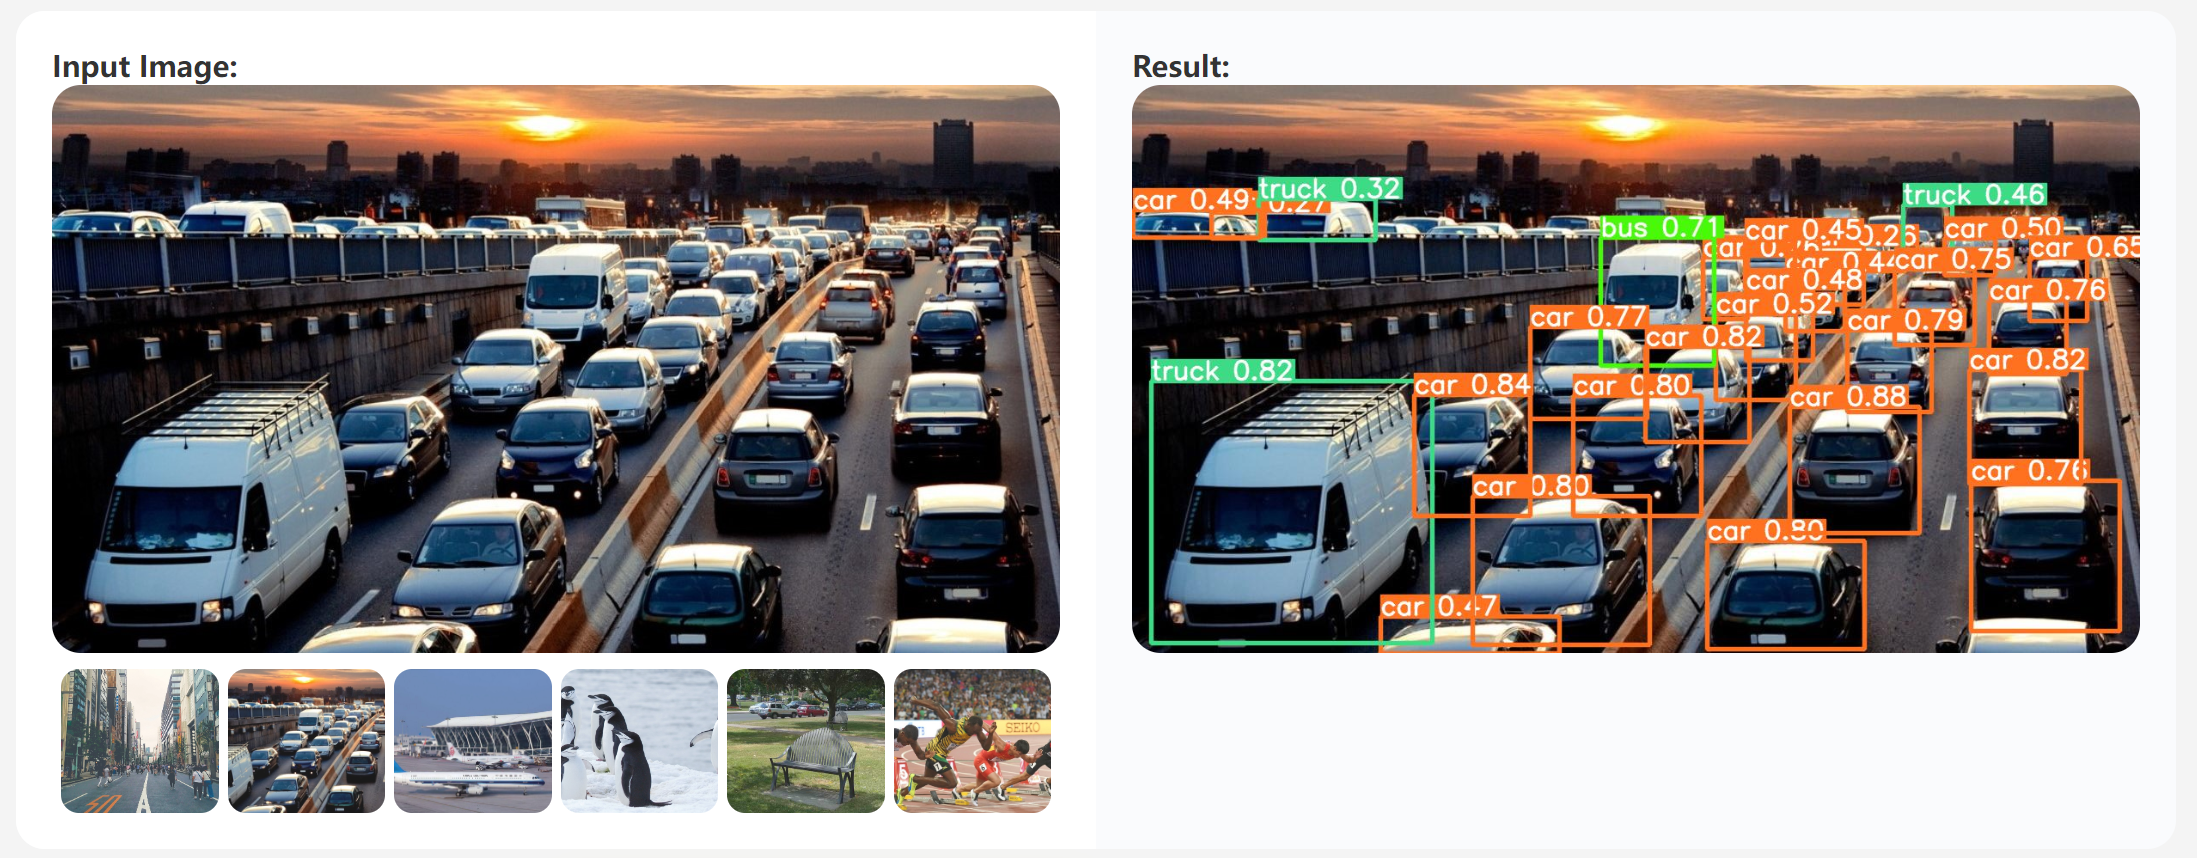 Input Image:
Result:
truck 0.32
car 0.49
0.27
truck 0.46
bus 0.71
car 0.45
0.26
car 0.50
car
car 0.65
car 0.44
car 0.75
car 0.48
car 0.76
car 0.52
car 0.77
car 0.79
car 0.82
car 0.82
truck 0.82
car 0.84
car 0.80
car 0.88
car 0.76
car 0.80
car 0.80
car 0.47
SEIKO